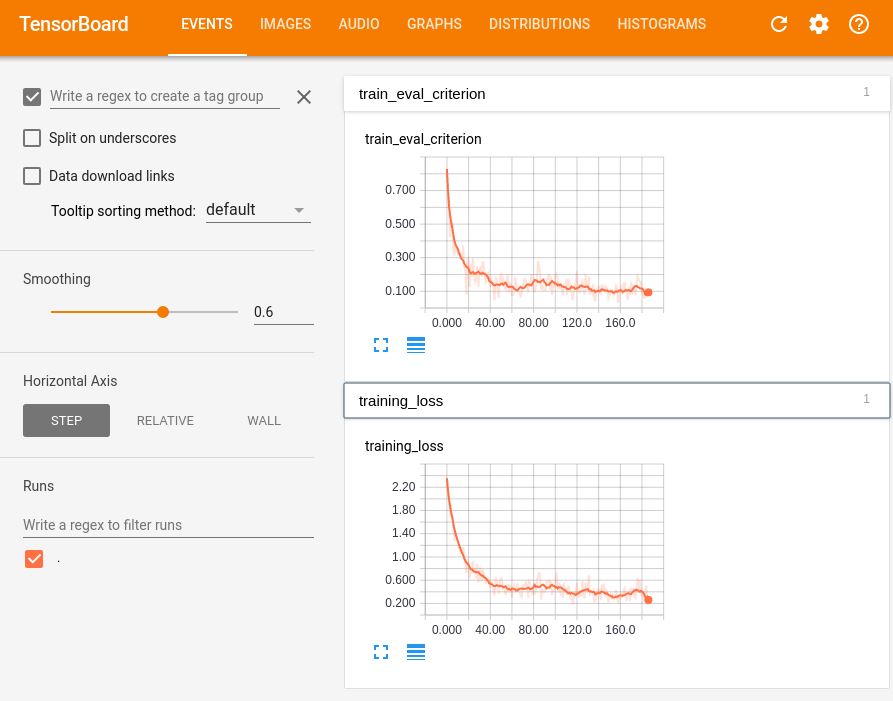 TensorBoard EVENTS IMAGES AUDIO GRAPHS DISTRIBUTIONS HISTOGRAMS
Write a regex to create a tag group
Split on underscores
Data download links
Tooltip sorting method: default
Smoothing
0.6
Horizontal Axis
STEP RELATIVE WALL
Runs
Write a regex to filter runs
.
train_eval_criterion 1
train_eval_criterion
0.700
0.500
0.300
0.100
0.000 40.00 80.00 120.0 160.0
training_loss 1
training_loss
2.20
1.80
1.40
1.00
0.600
0.200
0.000 40.00 80.00 120.0 160.0